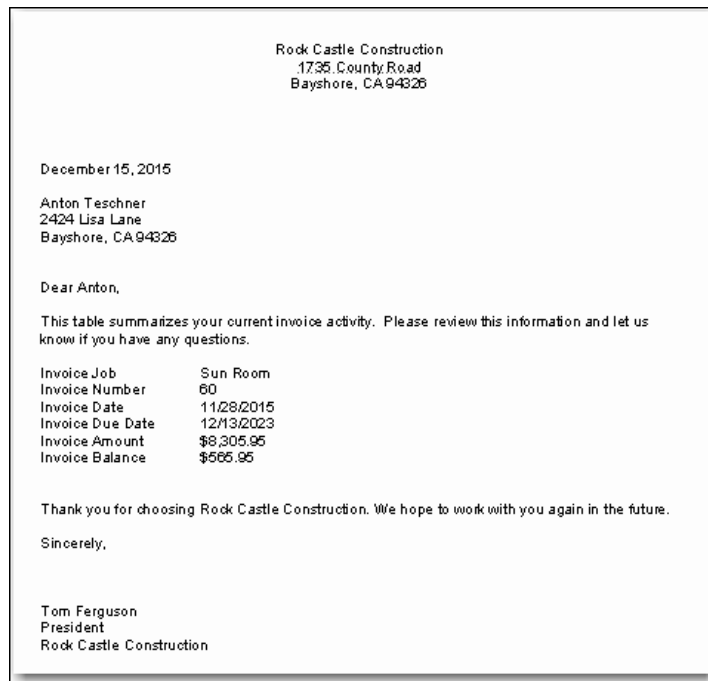 Rock Castle Construction
1735 County Road
Bayshore, CA 94326
December 15, 2015
Anton Teschner
2424 Lisa Lane
Bayshore, CA 94326
Dear Anton,
This table summarizes your current invoice activity.  Please review this information and let us
know if you have any questions.
Invoice Job Sun Room
Invoice Number 60
Invoice Date 11/28/2015
Invoice Due Date 12/13/2023
Invoice Amount $8,305.95
Invoice Balance $565.95
Thank you for choosing Rock Castle Construction. We hope to work with you again in the future.
Sincerely,
Tom Ferguson
President
Rock Castle Construction